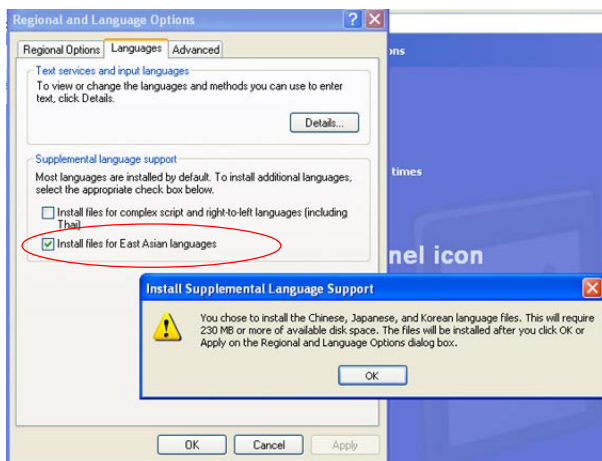 Regional and Language Options
Regional Options Languages Advanced
ons
Text services and input languages
To view or change the languages and methods you can use to enter
text, click Details.
Details...
Supplemental language support
Most languages are installed by default. To install additional languages,
select the appropriate check box below.
times
Install files for complex script and right-to-left languages (including
Thai)
Install files for East Asian languages
nel icon
Install Supplemental Language Support
You chose to install the Chinese, Japanese, and Korean language files. This will require
230 MB or more of available disk space. The files will be installed after you click OK or
Apply on the Regional and Language Options dialog box.
OK
OK Cancel Apply